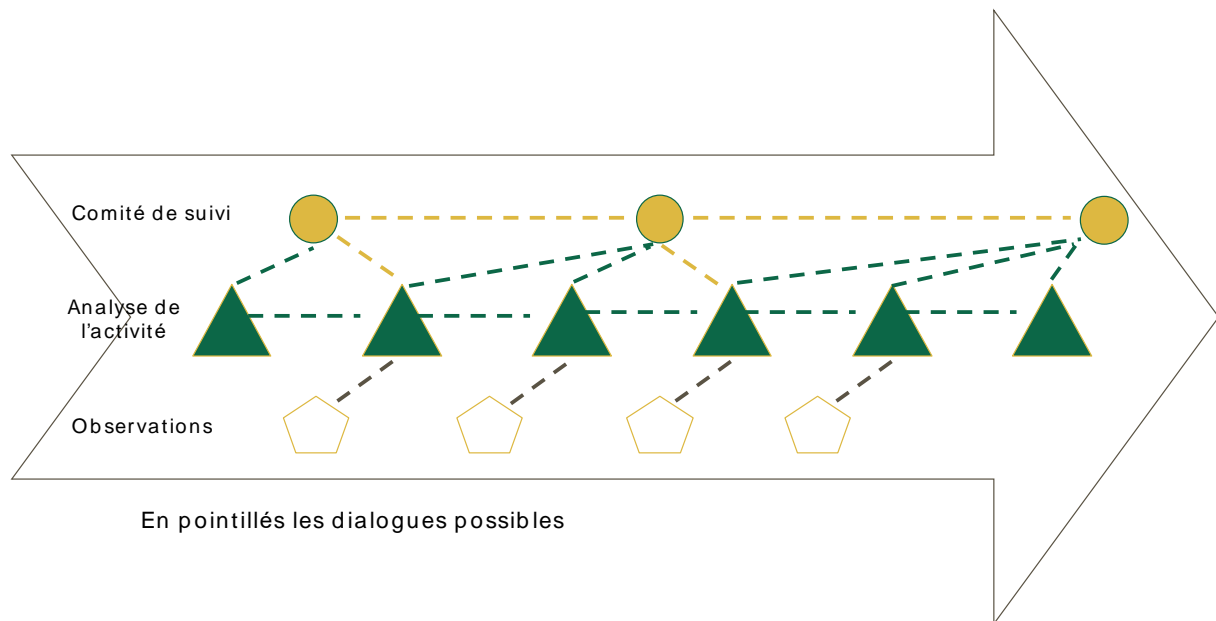 Comité de suivi
Analyse de
l'activité
Observations
En pointillés les dialogues possibles